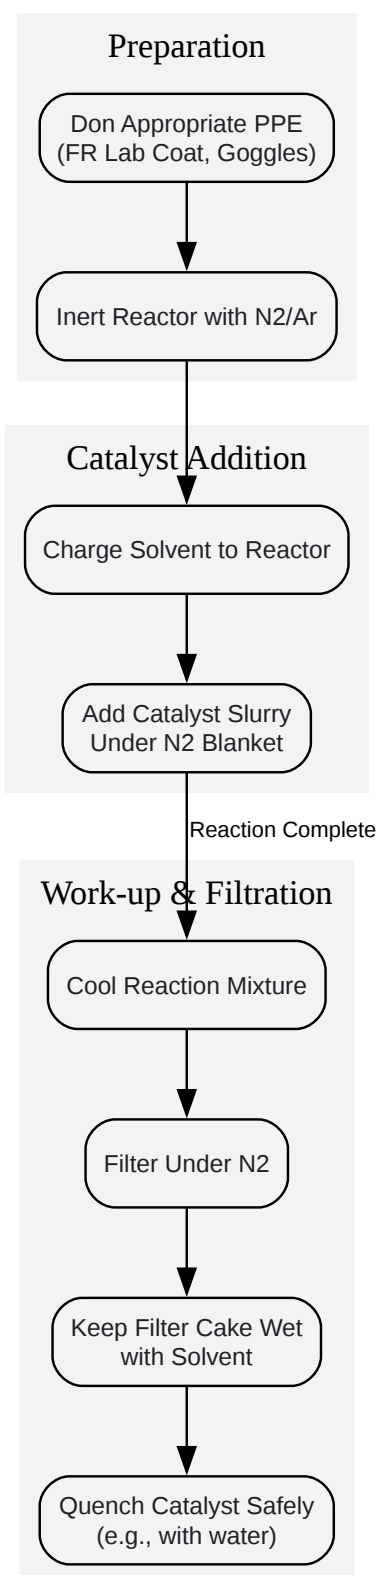 Preparation
Don Appropriate PPE
(FR Lab Coat, Goggles)
Inert Reactor with N2/Ar
Catalyst Addition
Charge Solvent to Reactor
Add Catalyst Slurry
Under N2 Blanket
Reaction Complete
Work-up & Filtration
Cool Reaction Mixture
Filter Under N2
Keep Filter Cake Wet
with Solvent
Quench Catalyst Safely
(e.g., with water)